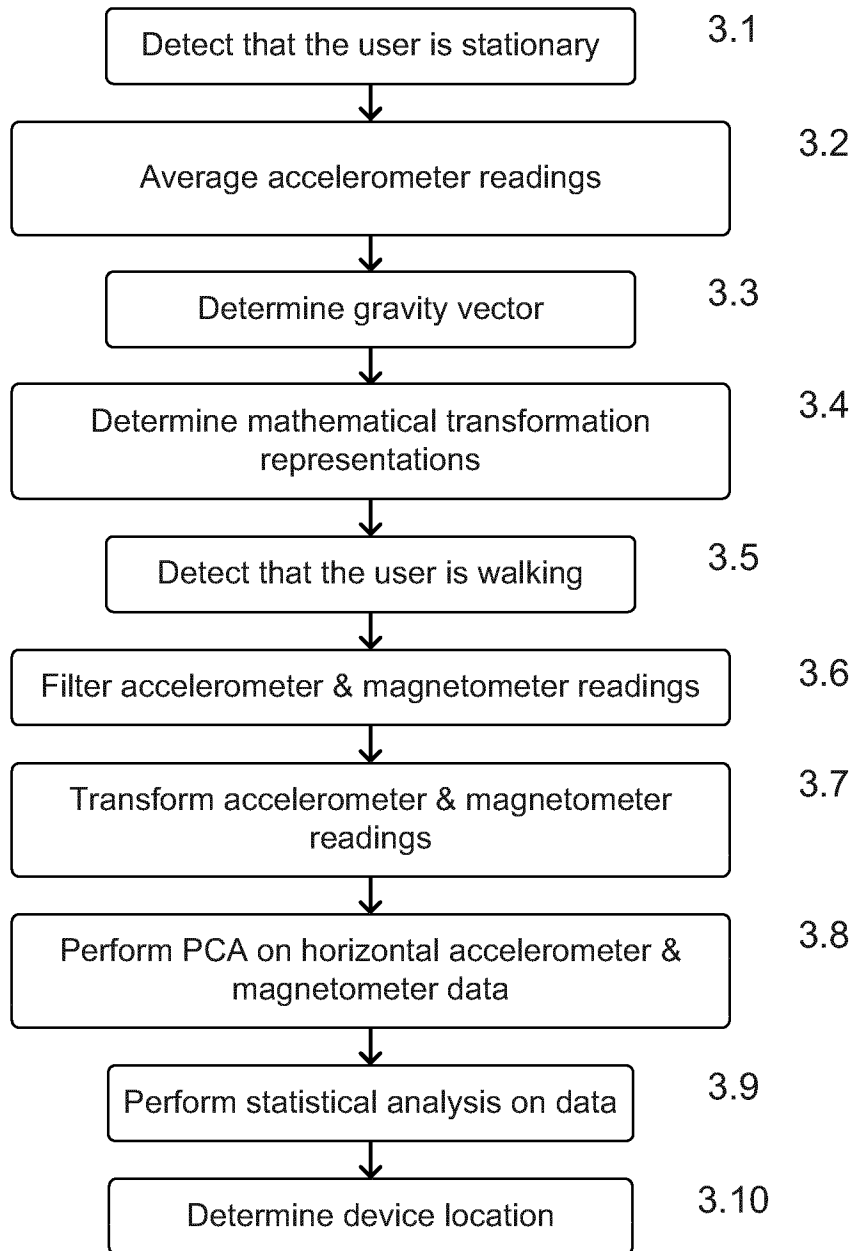 Detect that the user is stationary
3.1
Average accelerometer readings
3.2
Determine gravity vector
3.3
Determine mathematical transformation
representations
3.4
Detect that the user is walking
3.5
Filter accelerometer & magnetometer readings
3.6
Transform accelerometer & magnetometer
readings
3.7
Perform PCA on horizontal accelerometer &
magnetometer data
3.8
Perform statistical analysis on data
3.9
Determine device location
3.10